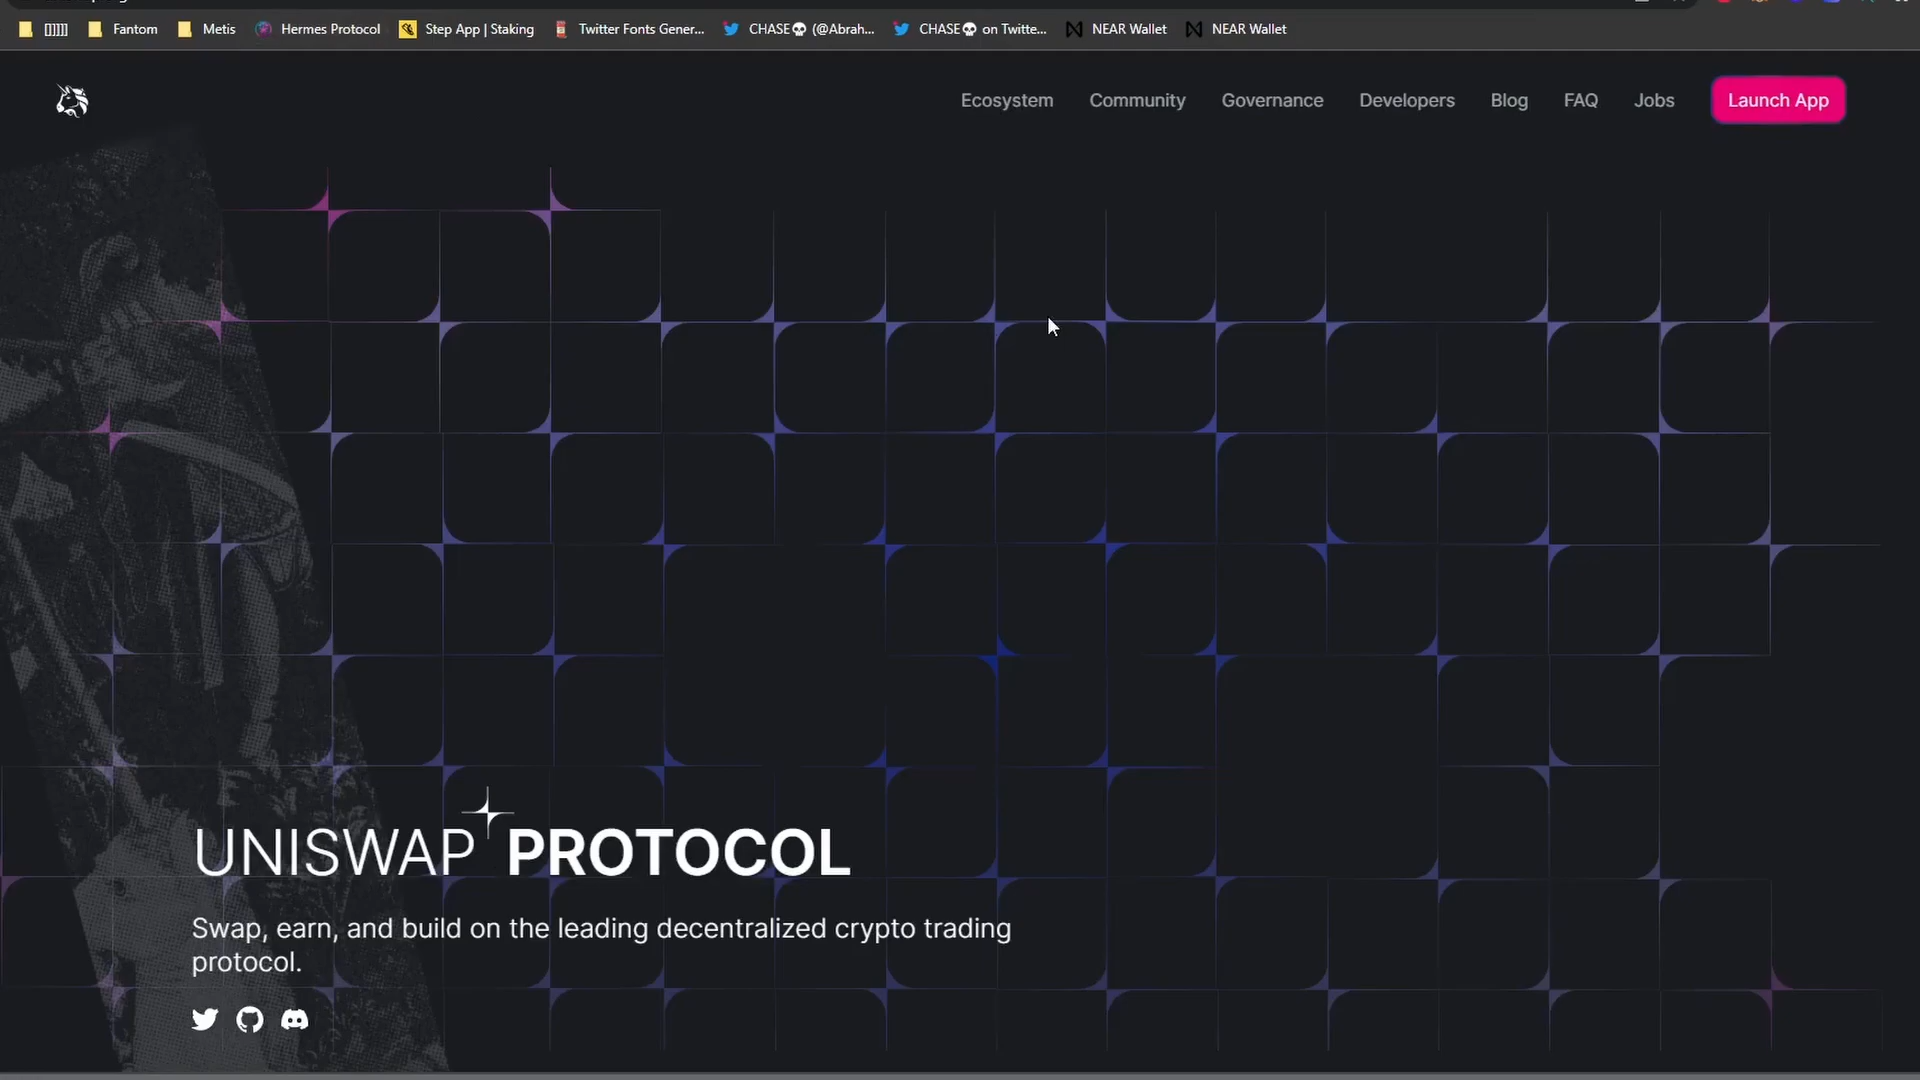 []]]]] Fantom Metis Hermes Protocol Step App | Staking Twitter Fonts Gener... CHASE💀 (@Abrah... CHASE💀 on Twitte... NEAR Wallet NEAR Wallet
Ecosystem Community Governance Developers Blog FAQ Jobs Launch App
UNISWAP PROTOCOL
Swap, earn, and build on the leading decentralized crypto trading
protocol.